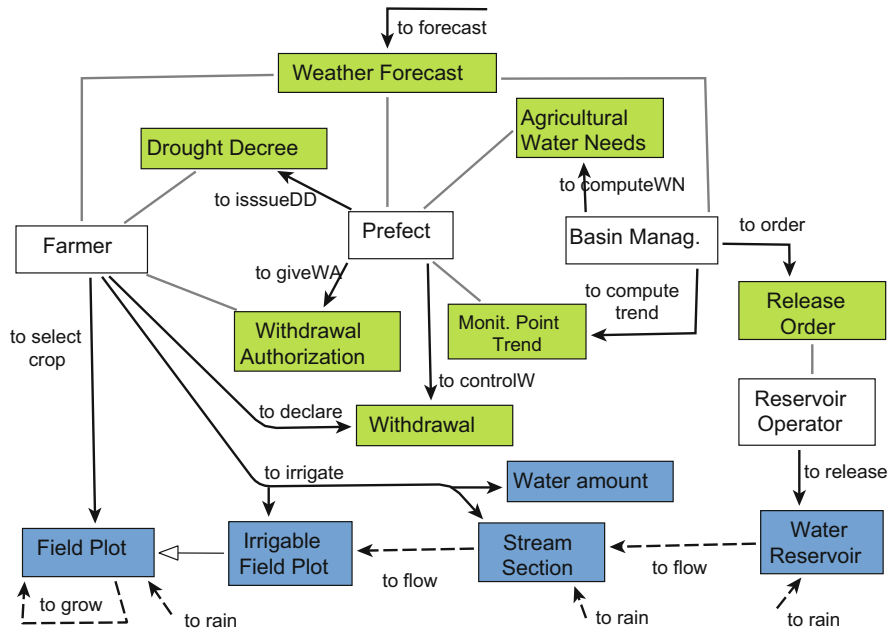 to forecast
Weather Forecast
Agricultural
Water Needs
Drought Decree
to isssueDD
to computeWN
Farmer
Prefect
Basin Manag.
to order
to giveWA
to compute
trend
Release
Order
to select
crop
Withdrawal
Authorization
Monit. Point
Trend
to controlW
to declare
Withdrawal
Reservoir
Operator
to irrigate
Water amount
to release
Field Plot
Irrigable
Field Plot
Stream
Section
Water
Reservoir
to flow
to flow
to grow
to rain
to rain
to rain